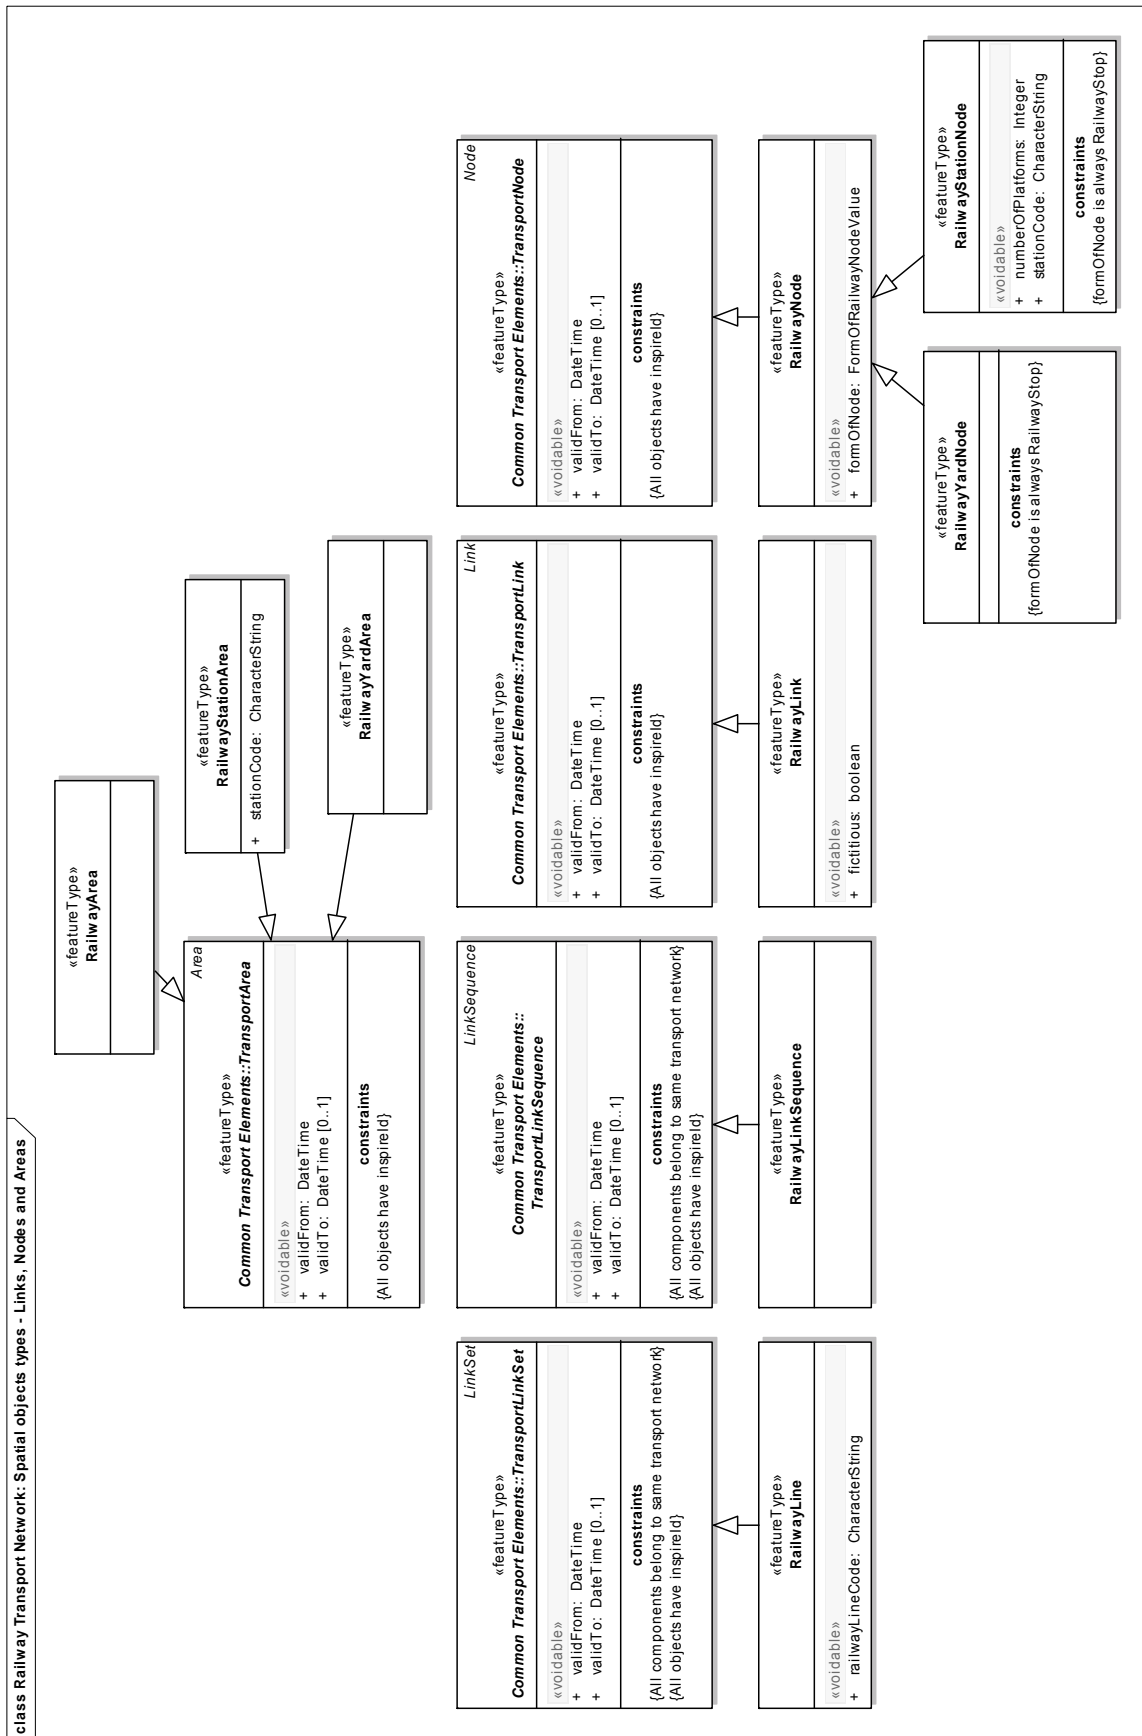 class Railway Transport Network: Spatial objects types - Links, Nodes and Areas
«featureType»
RailwayArea
«featureType»
RailwayStationArea
+ stationCode: CharacterString
«featureType»
RailwayYardArea
Area
«featureType»
Common Transport Elements::TransportArea
«voidable»
+ validFrom: DateTime
+ validTo: DateTime [0..1]
constraints
{All objects have inspireId}
LinkSet
«featureType»
Common Transport Elements::TransportLinkSet
«voidable»
+ validFrom: DateTime
+ validTo: DateTime [0..1]
constraints
{All components belong to same transport network}
{All objects have inspireId}
LinkSequence
«featureType»
Common Transport Elements::
TransportLinkSequence
«voidable»
+ validFrom: DateTime
+ validTo: DateTime [0..1]
constraints
{All components belong to same transport network}
{All objects have inspireId}
Link
«featureType»
Common Transport Elements::TransportLink
«voidable»
+ validFrom: DateTime
+ validTo: DateTime [0..1]
constraints
{All objects have inspireId}
Node
«featureType»
Common Transport Elements::TransportNode
«voidable»
+ validFrom: DateTime
+ validTo: DateTime [0..1]
constraints
{All objects have inspireId}
«featureType»
RailwayLine
«voidable»
+ railwayLineCode: CharacterString
«featureType»
RailwayLinkSequence
«featureType»
RailwayLink
«voidable»
+ fictitious: boolean
«featureType»
RailwayNode
«voidable»
+ formOfNode: FormOfRailwayNodeValue
«featureType»
RailwayYardNode
constraints
{formOfNode is always RailwayStop}
«featureType»
RailwayStationNode
«voidable»
+ numberOfPlatforms: Integer
+ stationCode: CharacterString
constraints
{formOfNode is always RailwayStop}